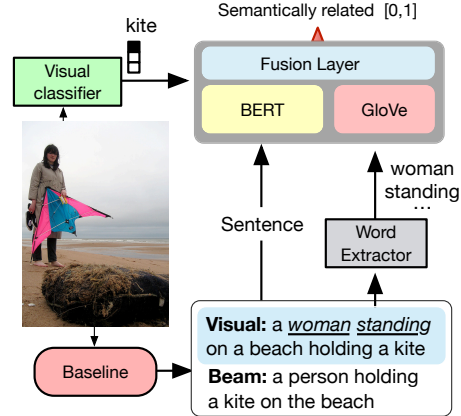 Semantically related [0,1]
kite
Visual
classifier
Fusion Layer
BERT
GloVe
woman
standing
...
Sentence
Word
Extractor
Visual: a woman standing
on a beach holding a kite
Beam: a person holding
a kite on the beach
Baseline